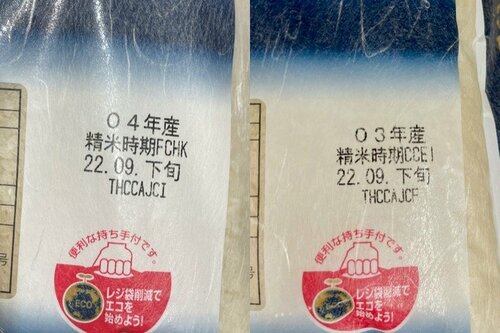 04年産
精米時期FCHK
22.09.下旬
THCCAJCI
便利な持ち手付です。
レジ袋削減で
エコを
始めよう!
ECO
03年産
精米時期CCEI
22.09.下旬
THCCAJCF
便利な持ち手付です。
レジ袋削減で
エコを
始めよう!
号